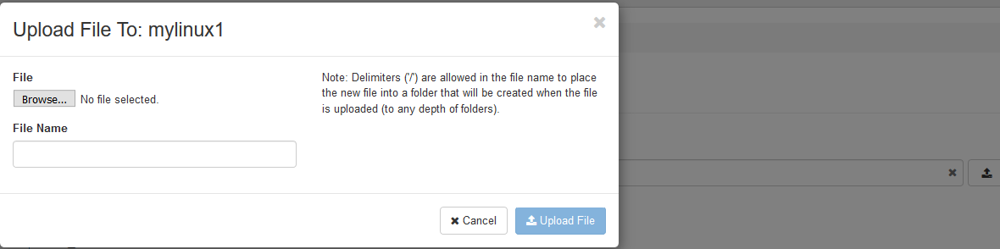 Upload File To: mylinux1
File
Browse... No file selected.
File Name
Note: Delimiters ('/') are allowed in the file name to place
the new file into a folder that will be created when the file
is uploaded (to any depth of folders).
Cancel
Upload File